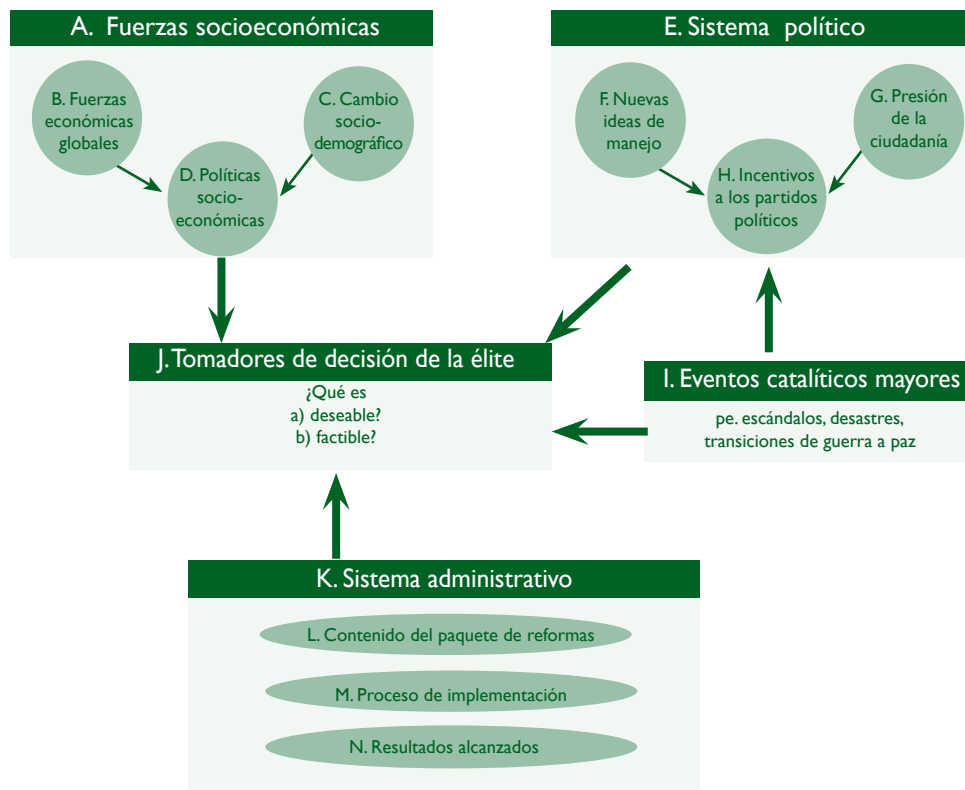 A. Fuerzas socioeconómicas
B. Fuerzas
económicas
globales
C. Cambio
socio-
demográfico
D. Políticas
socio-
económicas
E. Sistema político
F. Nuevas
ideas de
manejo
G. Presión
de la
ciudadanía
H. Incentivos
a los partidos
políticos
J. Tomadores de decisión de la élite
¿Qué es
a) deseable?
b) factible?
I. Eventos catalíticos mayores
pe. escándalos, desastres,
transiciones de guerra a paz
K. Sistema administrativo
L. Contenido del paquete de reformas
M. Proceso de implementación
N. Resultados alcanzados